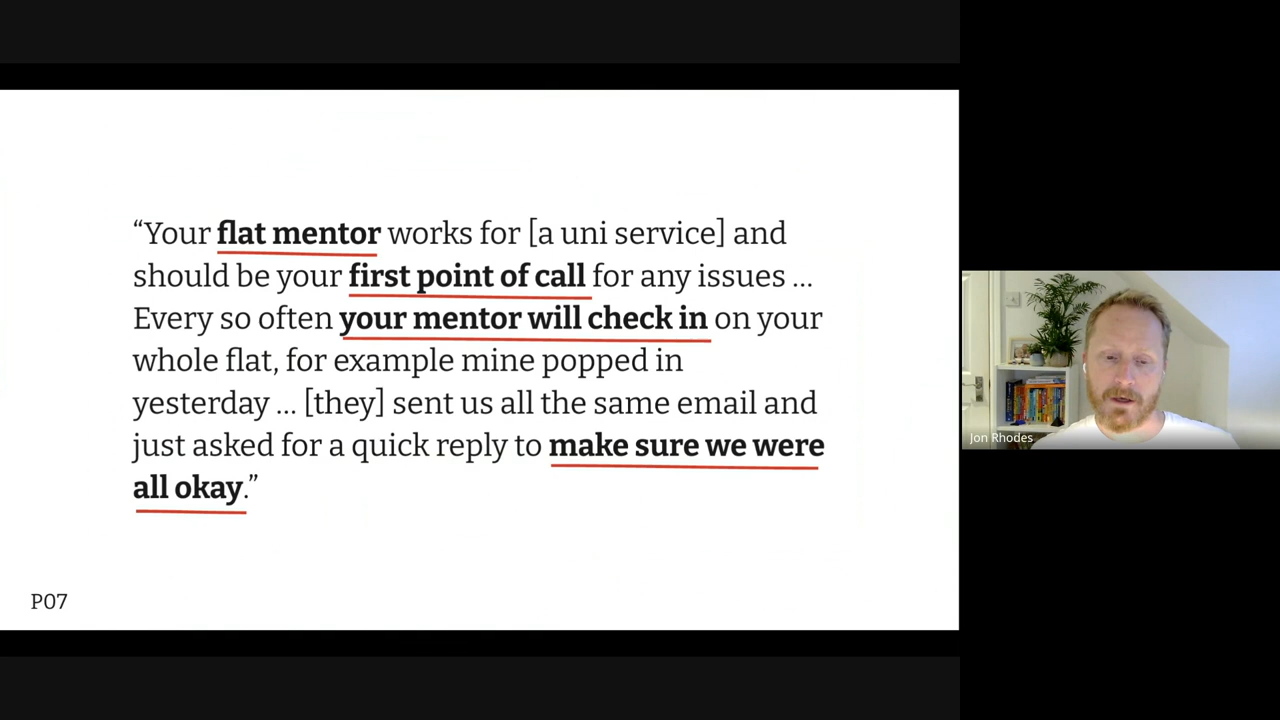 “Your flat mentor works for [a uni service] and
should be your first point of call for any issues ...
Every so often your mentor will check in on your
whole flat, for example mine popped in
yesterday ... [they] sent us all the same email and
just asked for a quick reply to make sure we were
all okay.”
P07
Jon Rhodes